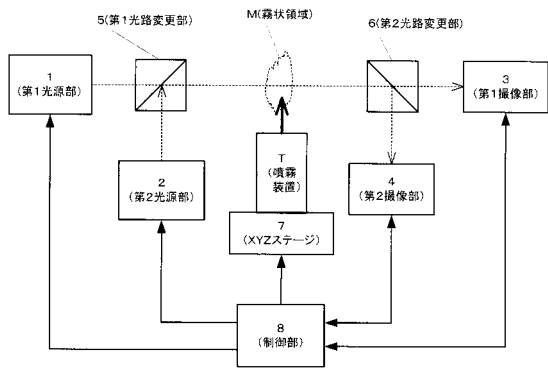 5(第1光路変更部)
M(霧状領域)
6(第2光路変更部)
1
(第1光源部)
3
(第1撮像部)
2
(第2光源部)
T
(噴霧
装置)
4
(第2撮像部)
7
(XYZステージ)
8
(制御部)